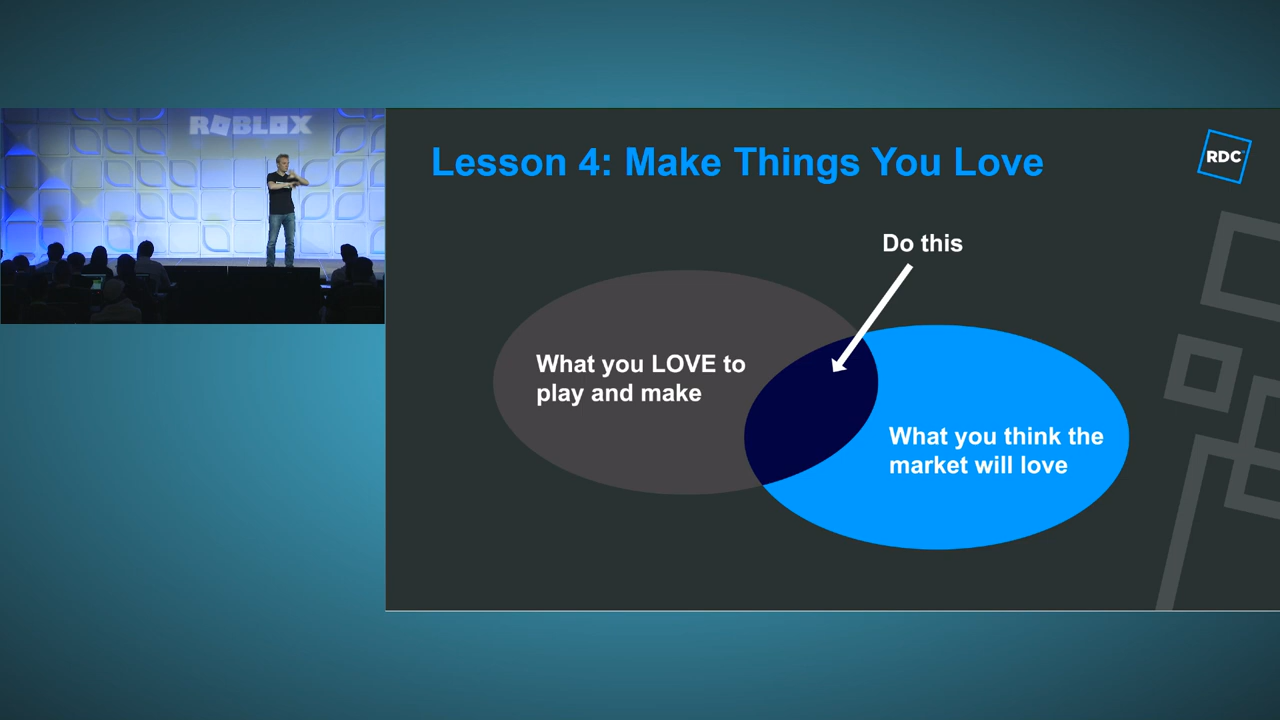 ROBLOX
Lesson 4: Make Things You Love
RDC
Do this
What you LOVE to
play and make
What you think the
market will love